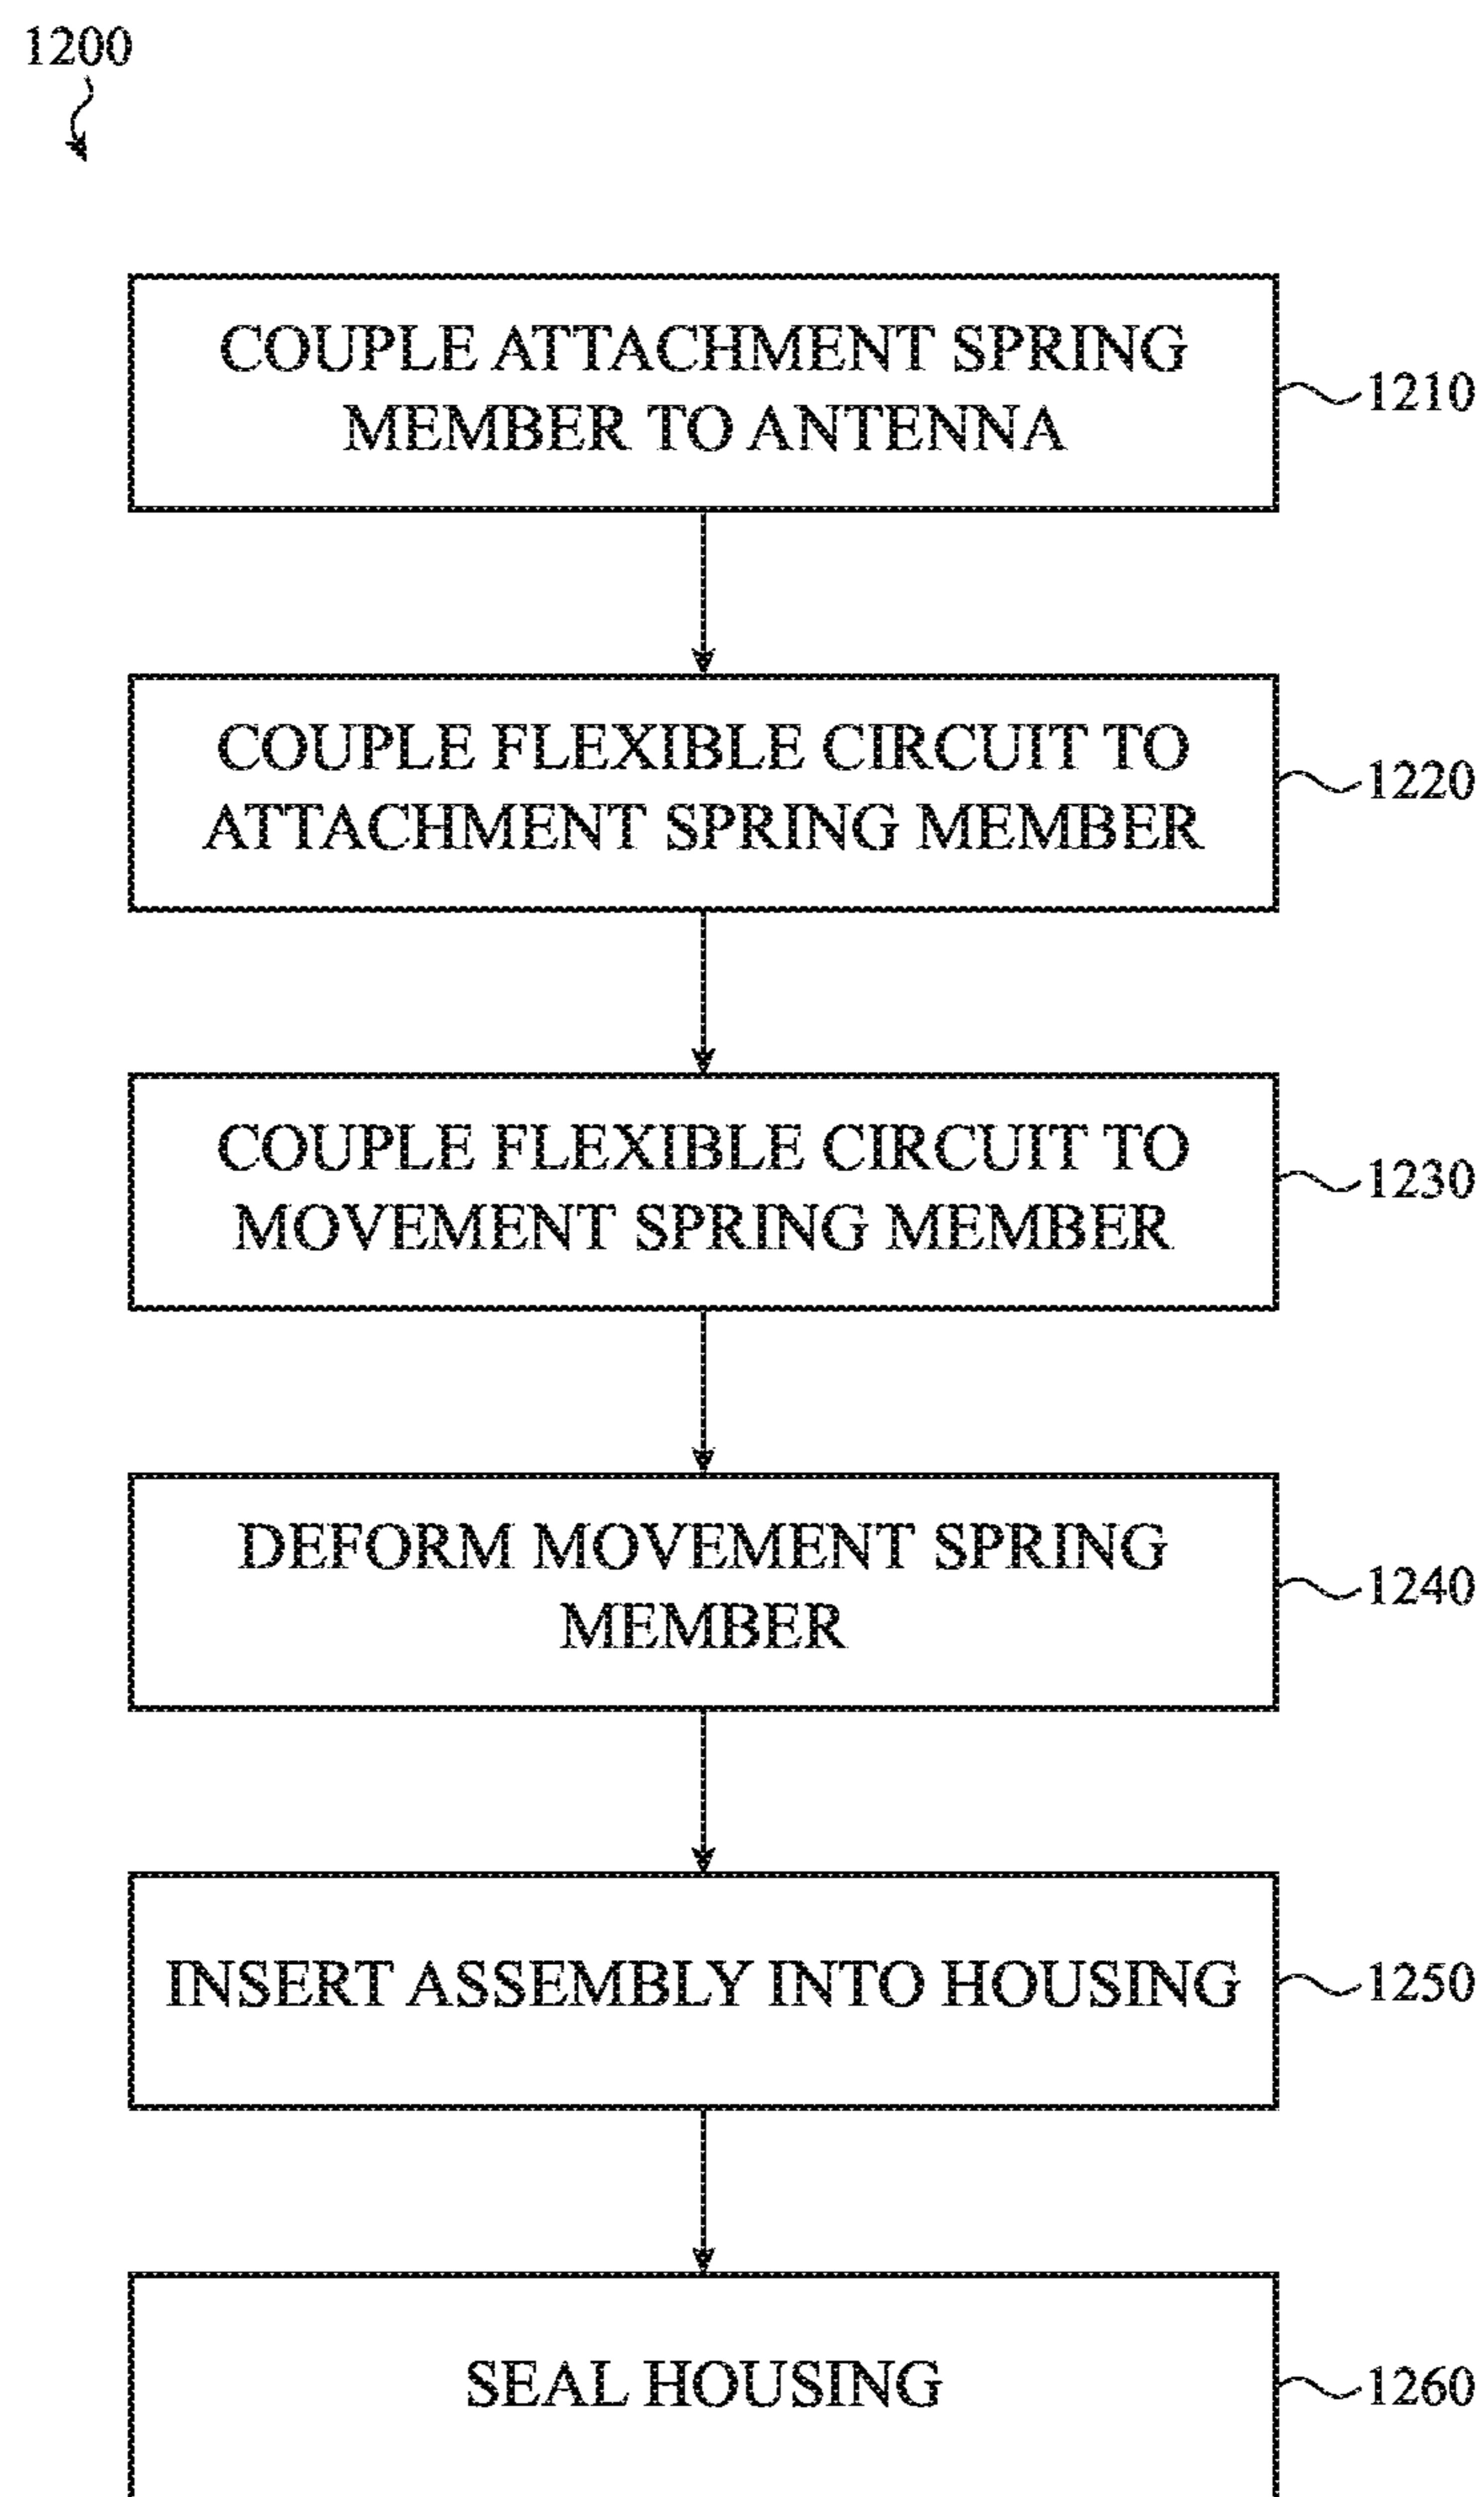 1200
COUPLE ATTACHMENT SPRING
MEMBER TO ANTENNA
1210
COUPLE FLEXIBLE CIRCUIT TO
ATTACHMENT SPRING MEMBER
1220
COUPLE FLEXIBLE CIRCUIT TO
MOVEMENT SPRING MEMBER
1230
DEFORM MOVEMENT SPRING
MEMBER
1240
INSERT ASSEMBLY INTO HOUSING
1250
SEAL HOUSING
1260